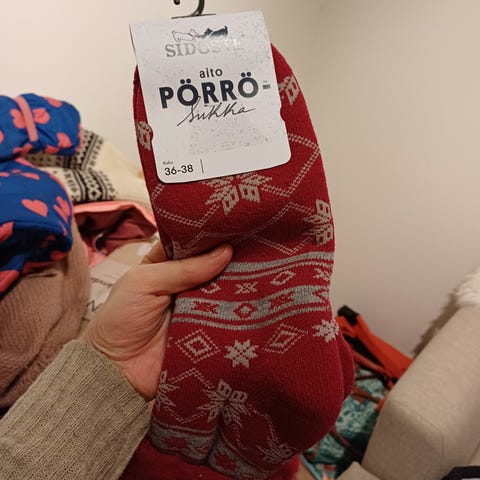 SIDOSTE
aito
PÖRRÖ-
sukka
Koko
36-38